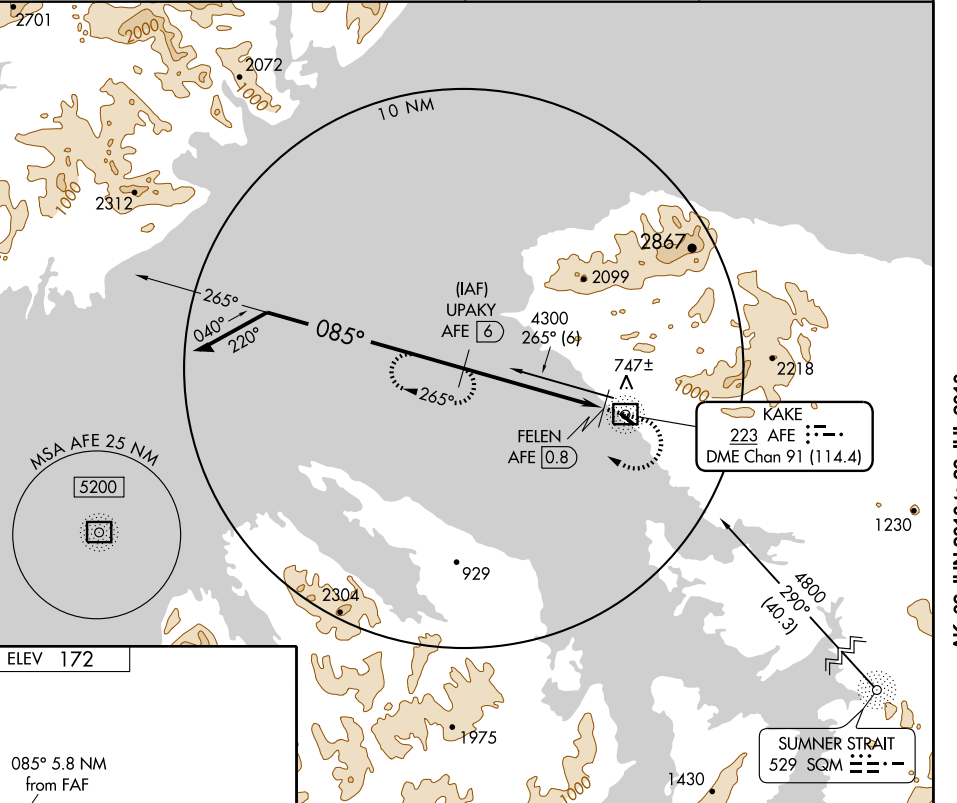 2701
2000
2072
1000
10 NM
2312
1000
2867
2099
(IAF)
UPAKY
AFE 6
4300
265° (6)
265°
040°
220°
085°
265°
747±
2218
1000
FELEN
AFE 0.8
KAKE
223 AFE
DME Chan 91 (114.4)
MSA AFE 25 NM
5200
1230
929
2304
4800
290°
(40.3)
ELEV 172
1975
SUMNER STRAIT
529 SQM
085° 5.8 NM
from FAF
1430
1000